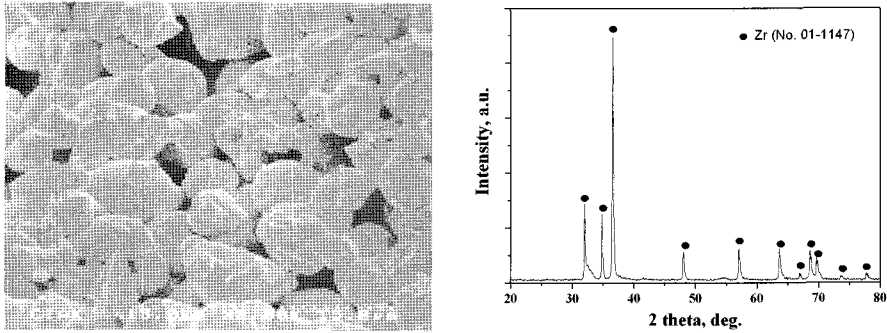 ● Zr (No. 01-1147)
Intensity, a.u.
20 30 40 50 60 70 80
2 theta, deg.